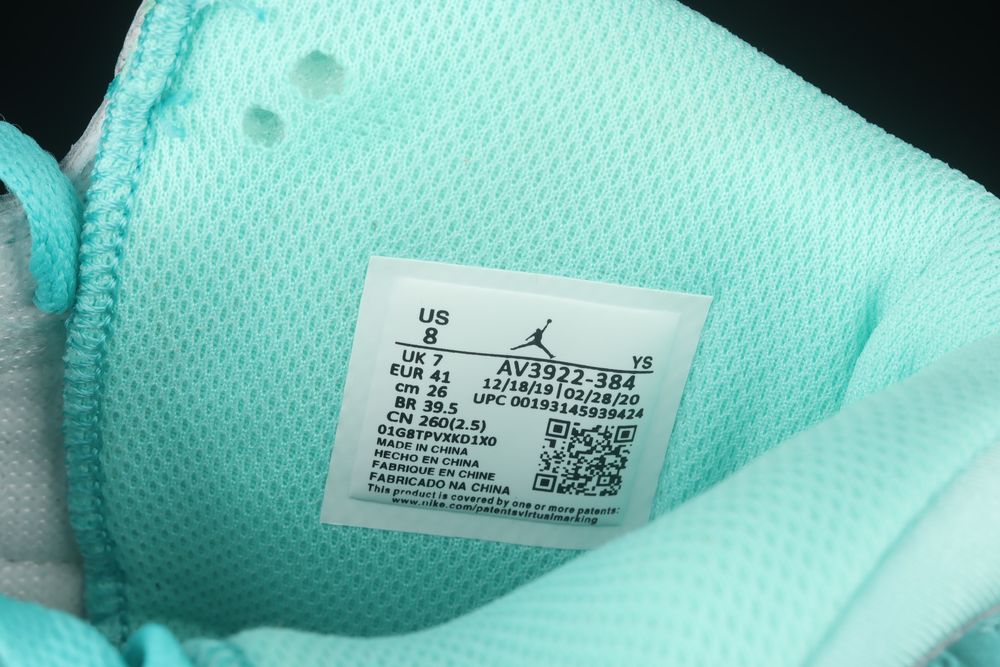 US
8
YS
UK 7
EUR 41
cm 26
BR 39.5
CN 260(2.5)
01G8TPVXKD1X0
AV3922-384
12/18/19|02/28/20
UPC 00193145939424
MADE IN CHINA
HECHO EN CHINA
FABRIQUE EN CHINE
FABRICADO NA CHINA
This product is covered by one or more patents:
www.nike.com/patentsvirtualmarking